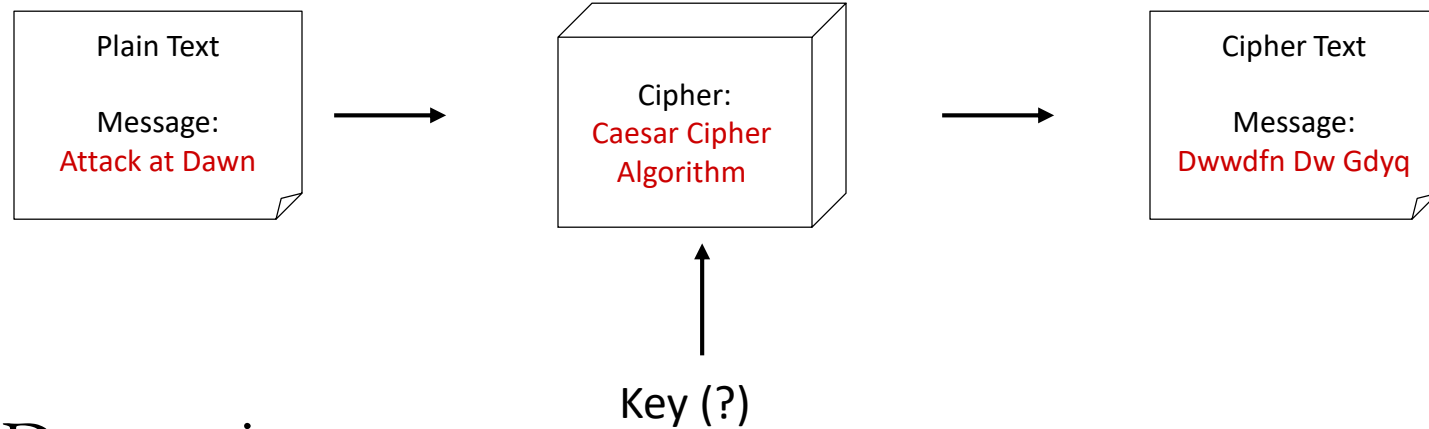 Plain Text
Message:
Attack at Dawn
Cipher:
Caesar Cipher
Algorithm
Cipher Text
Message:
Dwwdfn Dw Gdyq
Key (?)